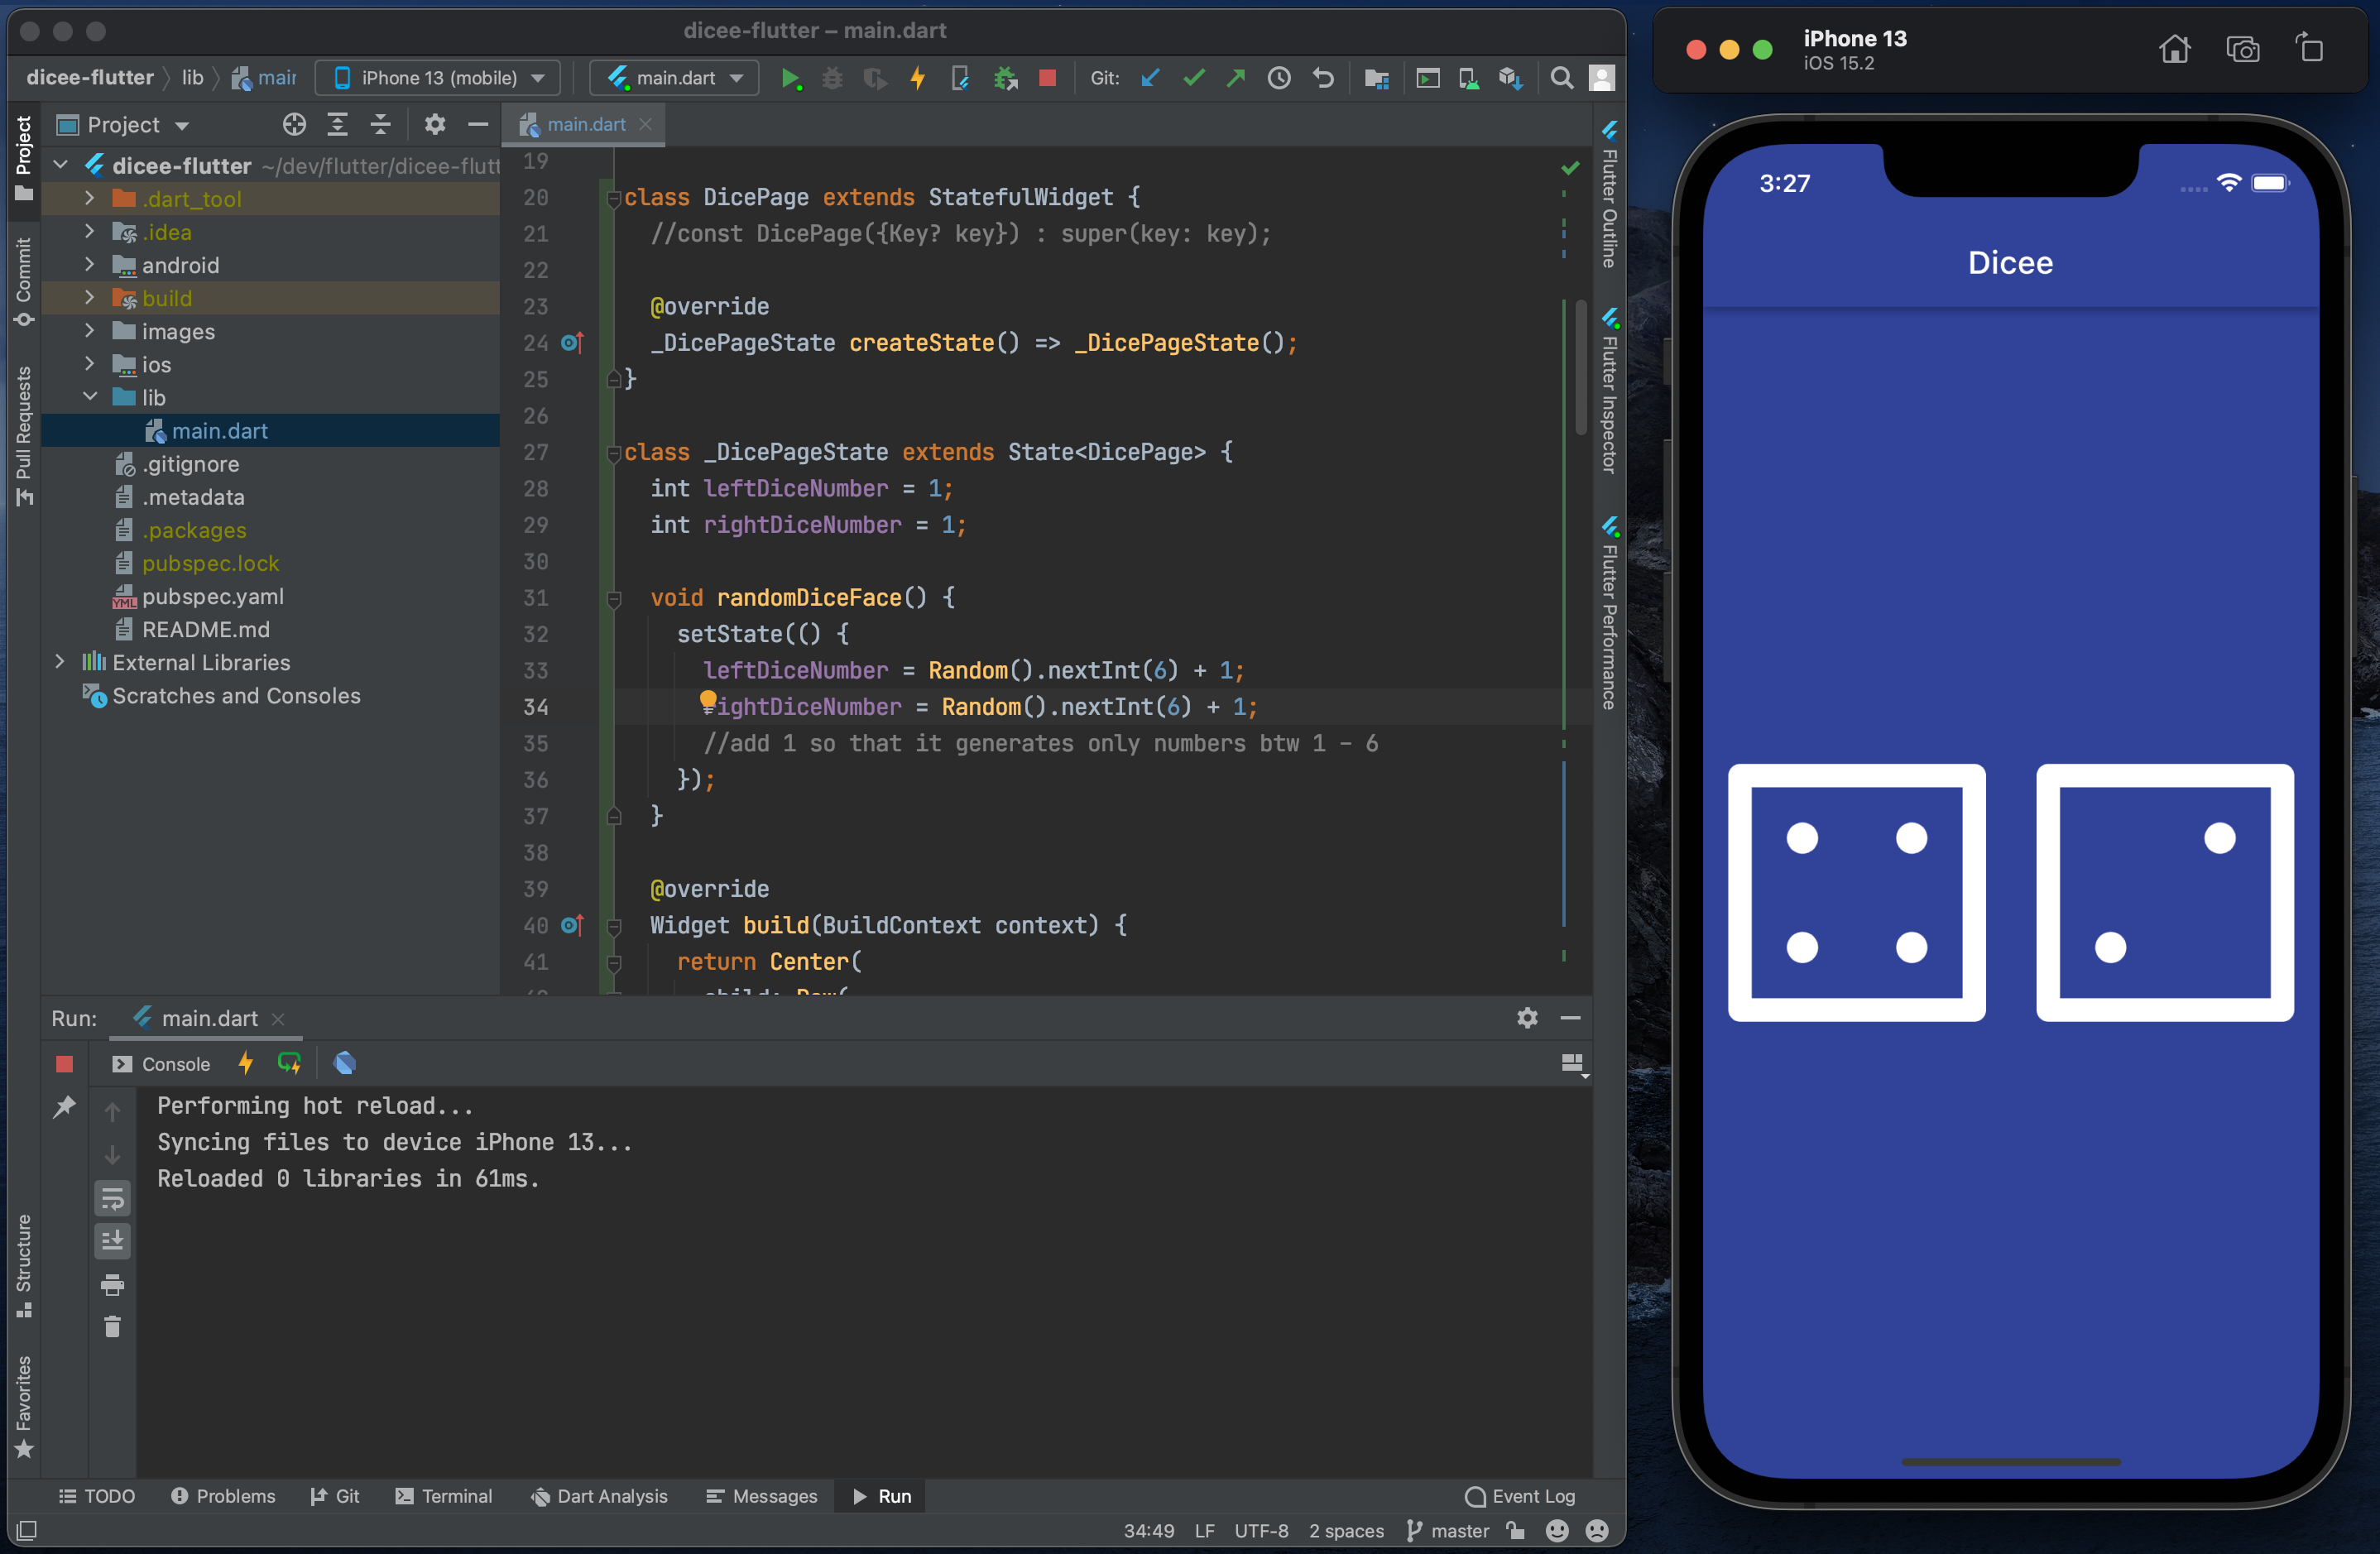 dicee-flutter – main.dart
dicee-flutter lib main iPhone 13 (mobile) main.dart Git:
Project
main.dart
dicee-flutter ~/dev/flutter/dicee-flutt
.dart_tool
.idea
android
build
images
ios
lib
main.dart
.gitignore
.metadata
.packages
pubspec.lock
YML pubspec.yaml
README.md
External Libraries
Scratches and Consoles
Project
Commit
Pull Requests
Structure
Favorites
19
20 class DicePage extends StatefulWidget {
21 //const DicePage({Key? key}) : super(key: key);
22
23 @override
24 _DicePageState createState() => _DicePageState();
25 }
26
27 class _DicePageState extends State<DicePage> {
28 int leftDiceNumber = 1;
29 int rightDiceNumber = 1;
30
31 void randomDiceFace() {
32 setState(() {
33 leftDiceNumber = Random().nextInt(6) + 1;
34 ightDiceNumber = Random().nextInt(6) + 1;
35 //add 1 so that it generates only numbers btw 1 - 6
36 });
37 }
38
39 @override
40 Widget build(BuildContext context) {
41 return Center(
child: Row(
Flutter Outline
Flutter Inspector
Flutter Performance
Run: main.dart
Console
Performing hot reload...
Syncing files to device iPhone 13...
Reloaded 0 libraries in 61ms.
TODO Problems Git Terminal Dart Analysis Messages Run Event Log
34:49 LF UTF-8 2 spaces master
iPhone 13
iOS 15.2
3:27
Dicee